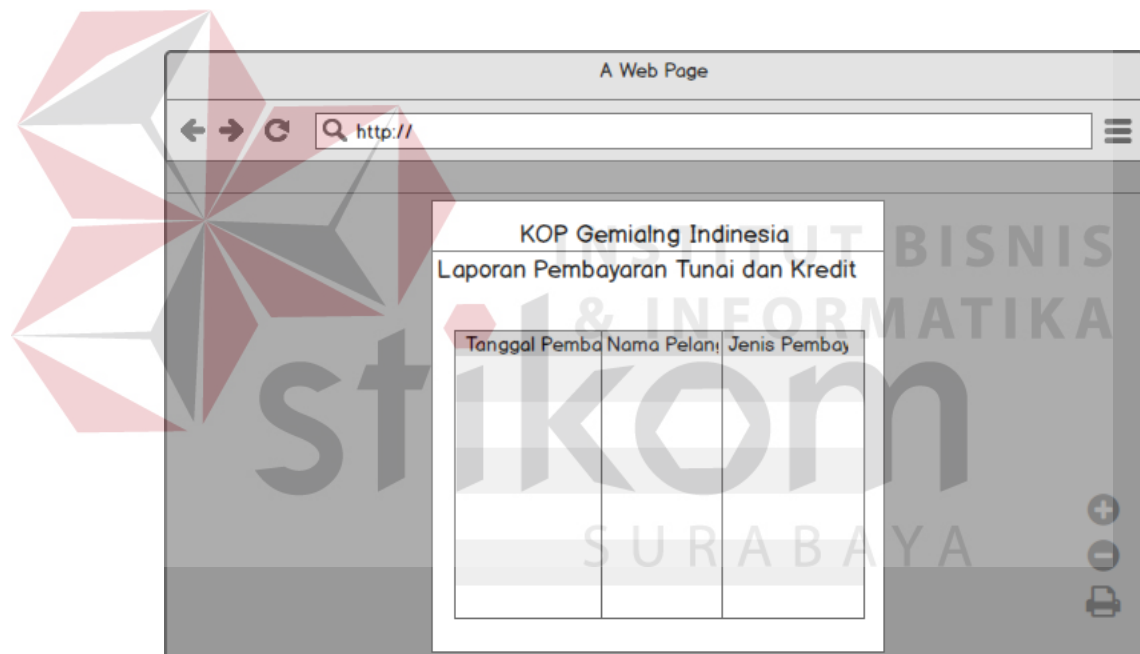 A Web Page
http://
KOP Gemialng Indinesia
Laporan Pembayaran Tunai dan Kredit
Tanggal Pemba Nama Pelang Jenis Pembay
INSTITUT BISNIS
& INFORMATIKA
stikom
SURABAYA